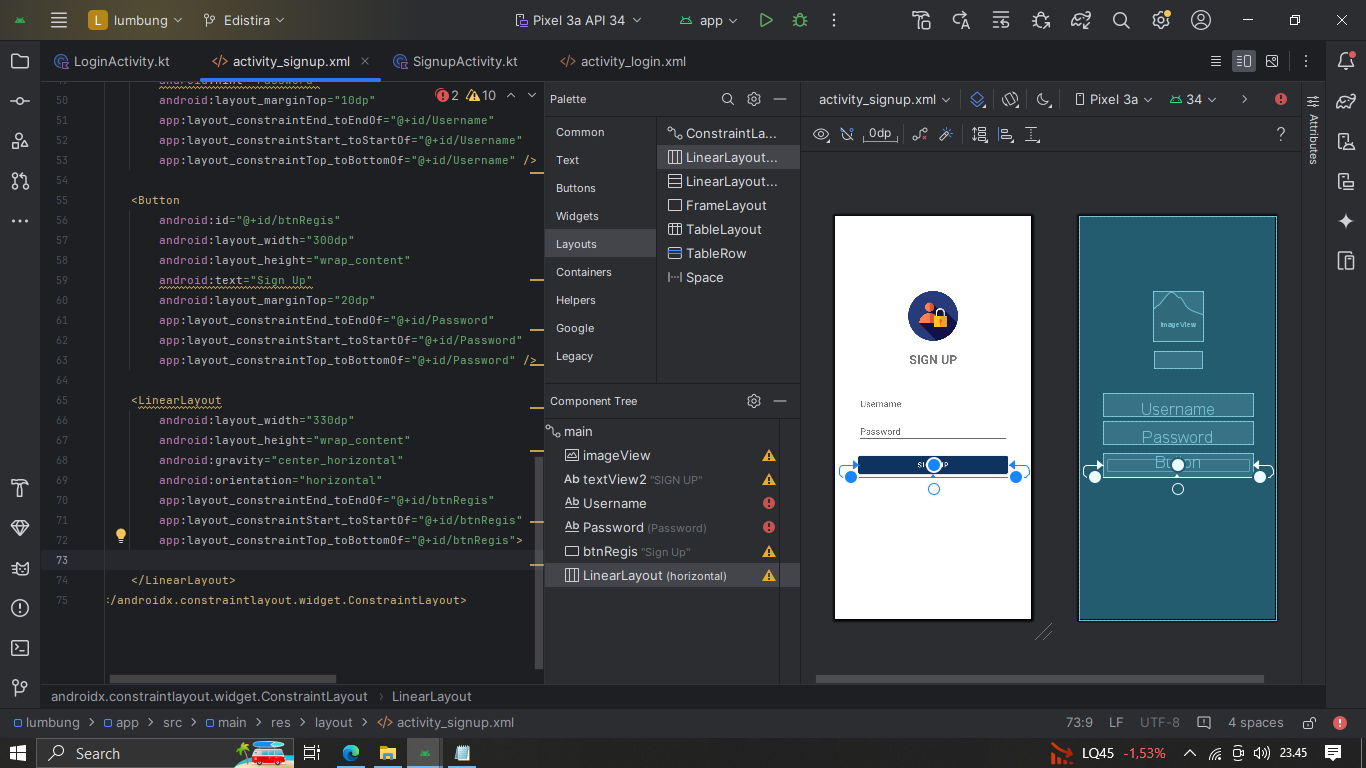 L lumbung
Edistira
Pixel 3a API 34
app
LoginActivity.kt
activity_signup.xml
SignupActivity.kt
activity_login.xml
2
10
50 android:layout_marginTop="10dp"
51 app:layout_constraintEnd_toEndOf="@+id/Username"
52 app:layout_constraintStart_toStartOf="@+id/Username"
53 app:layout_constraintTop_toBottomOf="@+id/Username" />
54
55 <Button
56 android:id="@+id/btnRegis"
57 android:layout_width="300dp"
58 android:layout_height="wrap_content"
59 android:text="Sign Up"
60 android:layout_marginTop="20dp"
61 app:layout_constraintEnd_toEndOf="@+id/Password"
62 app:layout_constraintStart_toStartOf="@+id/Password"
63 app:layout_constraintTop_toBottomOf="@+id/Password" />
64
65 <LinearLayout
66 android:layout_width="330dp"
67 android:layout_height="wrap_content"
68 android:gravity="center_horizontal"
69 android:orientation="horizontal"
70 app:layout_constraintEnd_toEndOf="@+id/btnRegis"
71 app:layout_constraintStart_toStartOf="@+id/btnRegis"
72 app:layout_constraintTop_toBottomOf="@+id/btnRegis">
73
74 </LinearLayout>
75 :/androidx.constraintlayout.widget.ConstraintLayout>
Palette
Common
Text
Buttons
Widgets
Layouts
Containers
Helpers
Google
Legacy
ConstraintLa...
LinearLayout...
LinearLayout...
FrameLayout
TableLayout
TableRow
Space
Component Tree
main
imageView
Ab textView2 "SIGN UP"
Ab Username
Ab Password (Password)
btnRegis "Sign Up"
LinearLayout (horizontal)
activity_signup.xml
Pixel 3a
34
0dp
?
SIGN UP
Username
Password
ImageView
Username
Password
Button
Attributes
androidx.constraintlayout.widget.ConstraintLayout > LinearLayout
lumbung > app > src > main > res > layout > activity_signup.xml
73:9 LF UTF-8 4 spaces
Search
LQ45 -1,53%
23.45